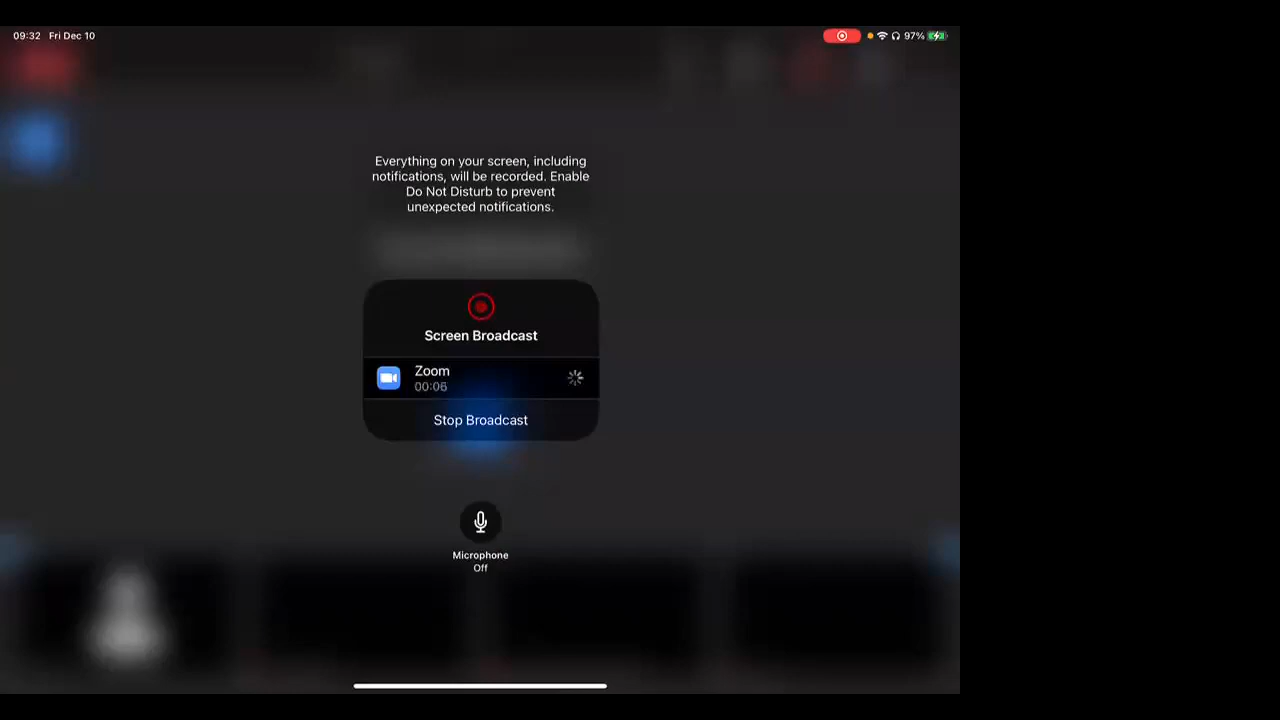 09:32 Fri Dec 10
97%
Everything on your screen, including
notifications, will be recorded. Enable
Do Not Disturb to prevent
unexpected notifications.
Screen Broadcast
Zoom
00:06
Stop Broadcast
Microphone
Off